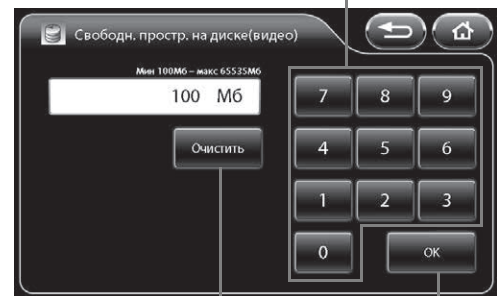 Свободн. простр. на диске(видео)
Мин 100Мб – макс 65535Мб
100 Мб
Очистить
7 8 9
4 5 6
1 2 3
0 ОК